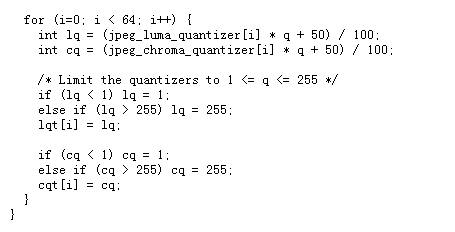 for (i=0; i < 64; i++) {
int lq = (jpeg_luma_quantizer[i] * q + 50) / 100;
int cq = (jpeg_chroma_quantizer[i] * q + 50) / 100;
/* Limit the quantizers to 1 <= q <= 255 */
if (lq < 1) lq = 1;
else if (lq > 255) lq = 255;
lqt[i] = lq;
if (cq < 1) cq = 1;
else if (cq > 255) cq = 255;
cqt[i] = cq;
}
}